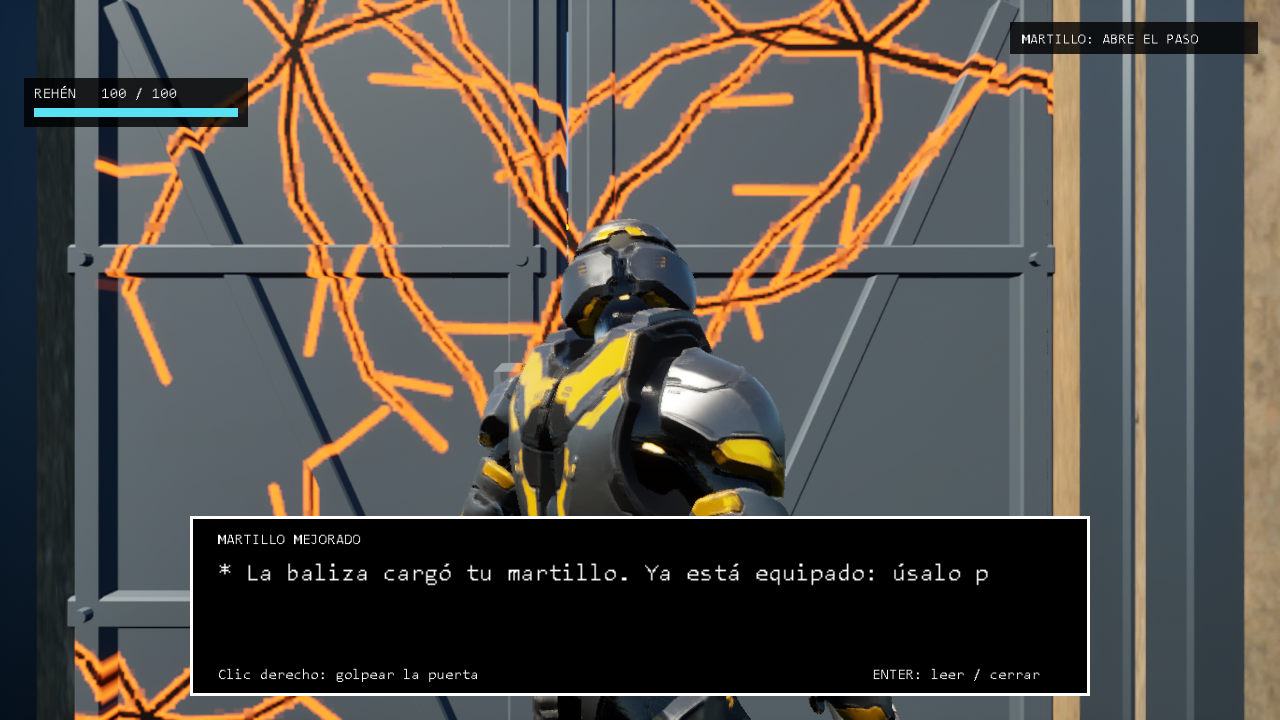 MARTILLO: ABRE EL PASO
REHÉN 100 / 100
MARTILLO MEJORADO
* La baliza cargó tu martillo. Ya está equipado: úsalo p
Clic derecho: golpear la puerta
ENTER: leer / cerrar